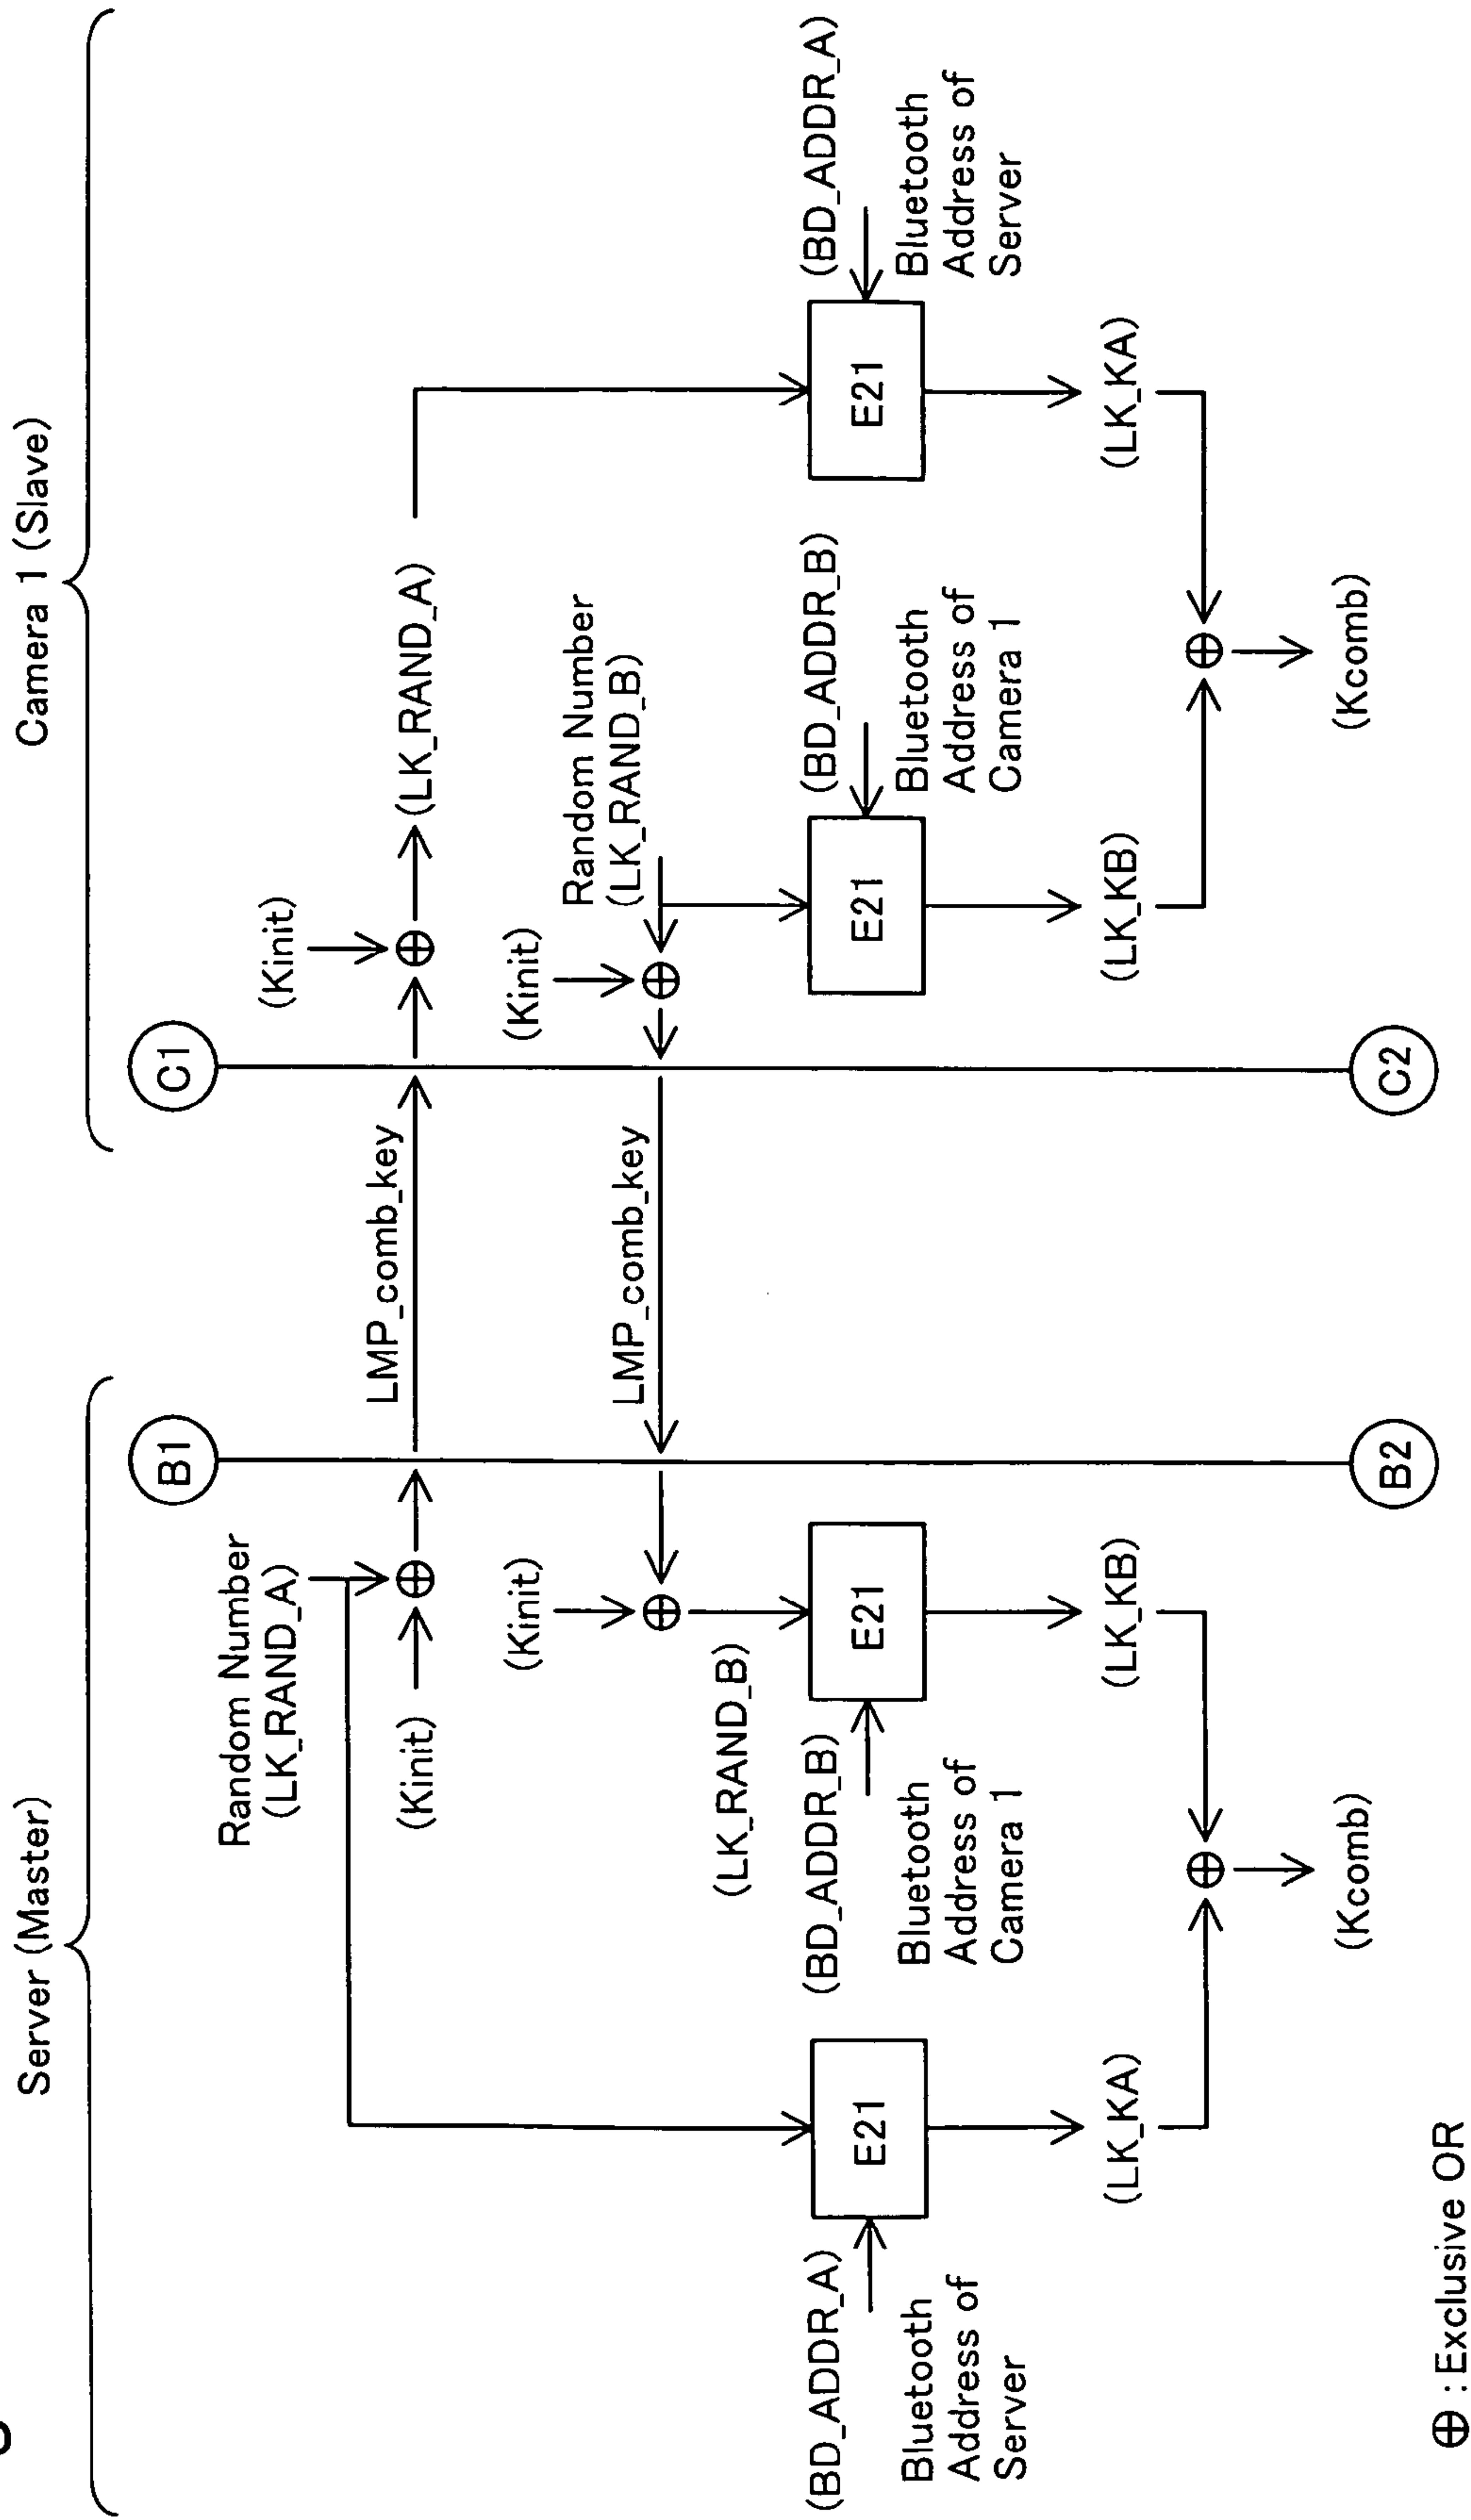 Server (Master)
Camera 1 (Slave)
B1
C1
Random Number
(LK_RAND_A)
(Kinit)
LMP_comb_key
(Kinit)
(LK_RAND_A)
(Kinit)
LMP_comb_key
(Kinit)
Random Number
(LK_RAND_B)
(LK_RAND_B)
(BD_ADDR_A)
Bluetooth
Address of
Server
E21
(BD_ADDR_B)
Bluetooth
Address of
Camera 1
E21
E21
(BD_ADDR_B)
Bluetooth
Address of
Camera 1
E21
(BD_ADDR_A)
Bluetooth
Address of
Server
(LK_KA)
(LK_KB)
(LK_KB)
(LK_KA)
(Kcomb)
B2
C2
(Kcomb)
⊕ : Exclusive OR